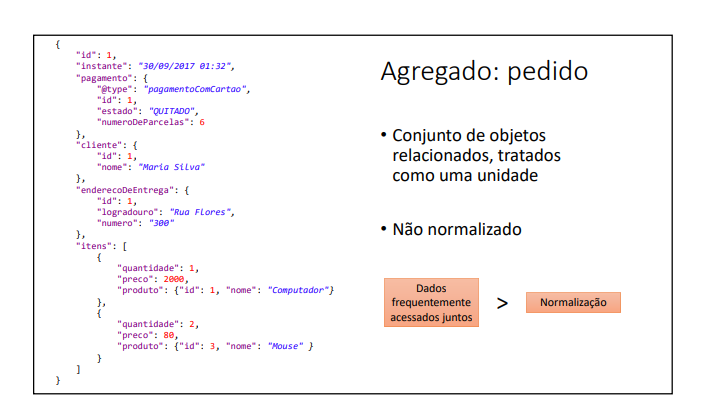 {
    "id": 1,
    "instante": "30/09/2017 01:32",
    "pagamento": {
        "@type": "pagamentoComCartao",
        "id": 1,
        "estado": "QUITADO",
        "numeroDeParcelas": 6
    },
    "cliente": {
        "id": 1,
        "nome": "Maria Silva"
    },
    "enderecoDeEntrega": {
        "id": 1,
        "logradouro": "Rua Flores",
        "numero": "300"
    },
    "itens": [
        {
            "quantidade": 1,
            "preco": 2000,
            "produto": {"id": 1, "nome": "Computador"}
        },
        {
            "quantidade": 2,
            "preco": 80,
            "produto": {"id": 3, "nome": "Mouse" }
        }
    ]
}
Agregado: pedido
• Conjunto de objetos
relacionados, tratados
como uma unidade
• Não normalizado
Dados
frequentemente
acessados juntos
>
Normalização